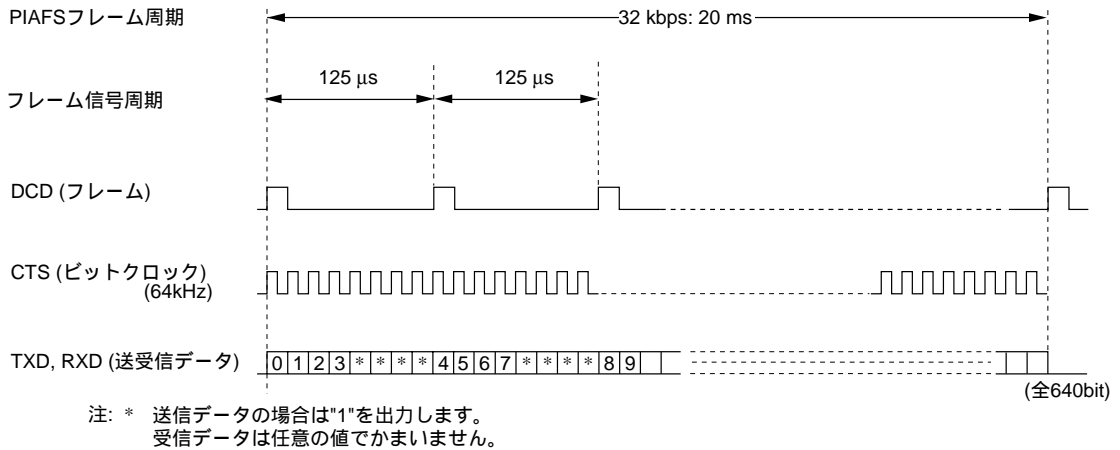 PIAFSフレーム周期
32 kbps: 20 ms
125 μs 125 μs
フレーム信号周期
DCD (フレーム)
CTS (ビットクロック)
(64kHz)
TXD, RXD (送受信データ) 0 1 2 3 * * * * 4 5 6 7 * * * * 8 9
(全640bit)
注: * 送信データの場合は"1"を出力します。
受信データは任意の値でかまいません。